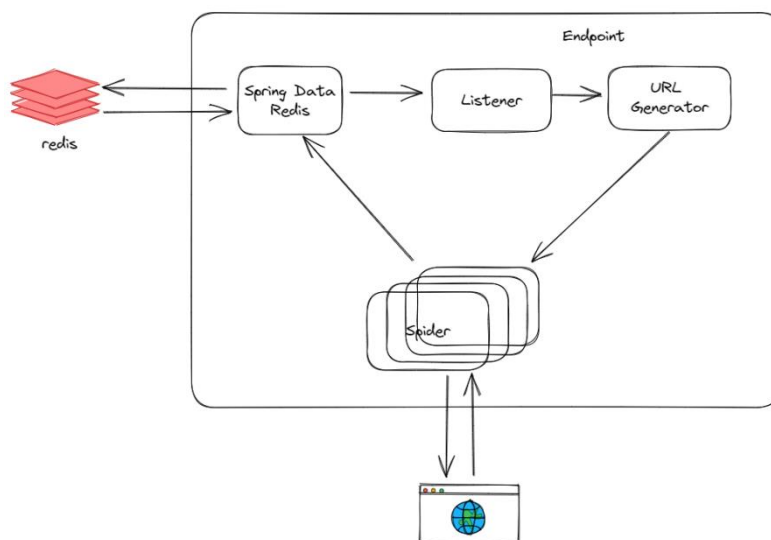 Endpoint
Spring Data
Redis
Listener
URL
Generator
redis
Spider